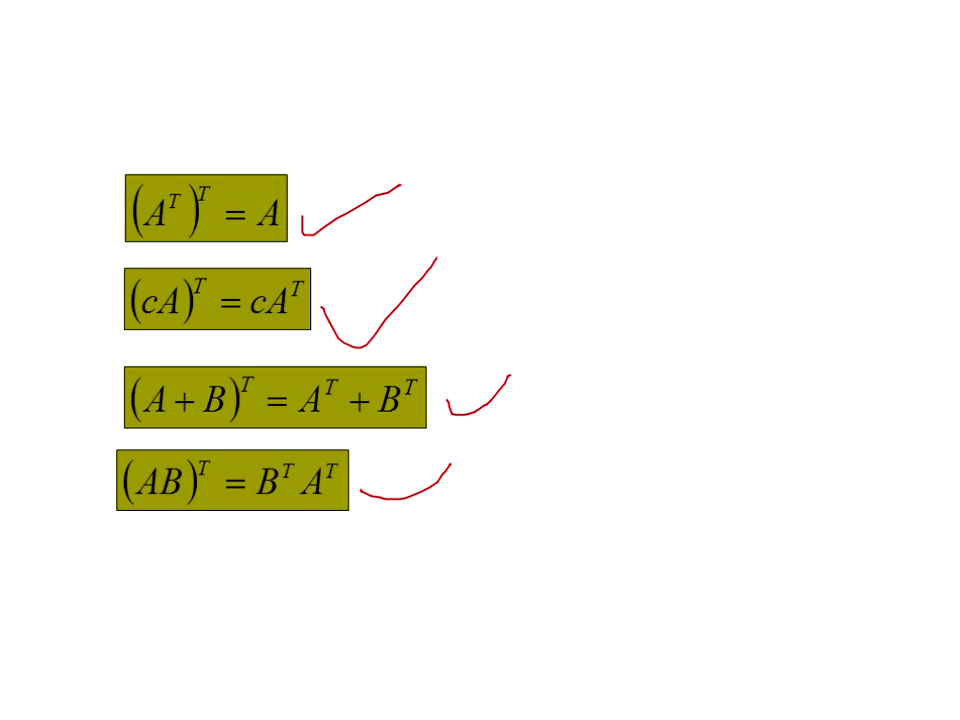 (A^T)^T = A
(cA)^T = cA^T
(A + B)^T = A^T + B^T
(AB)^T = B^T A^T